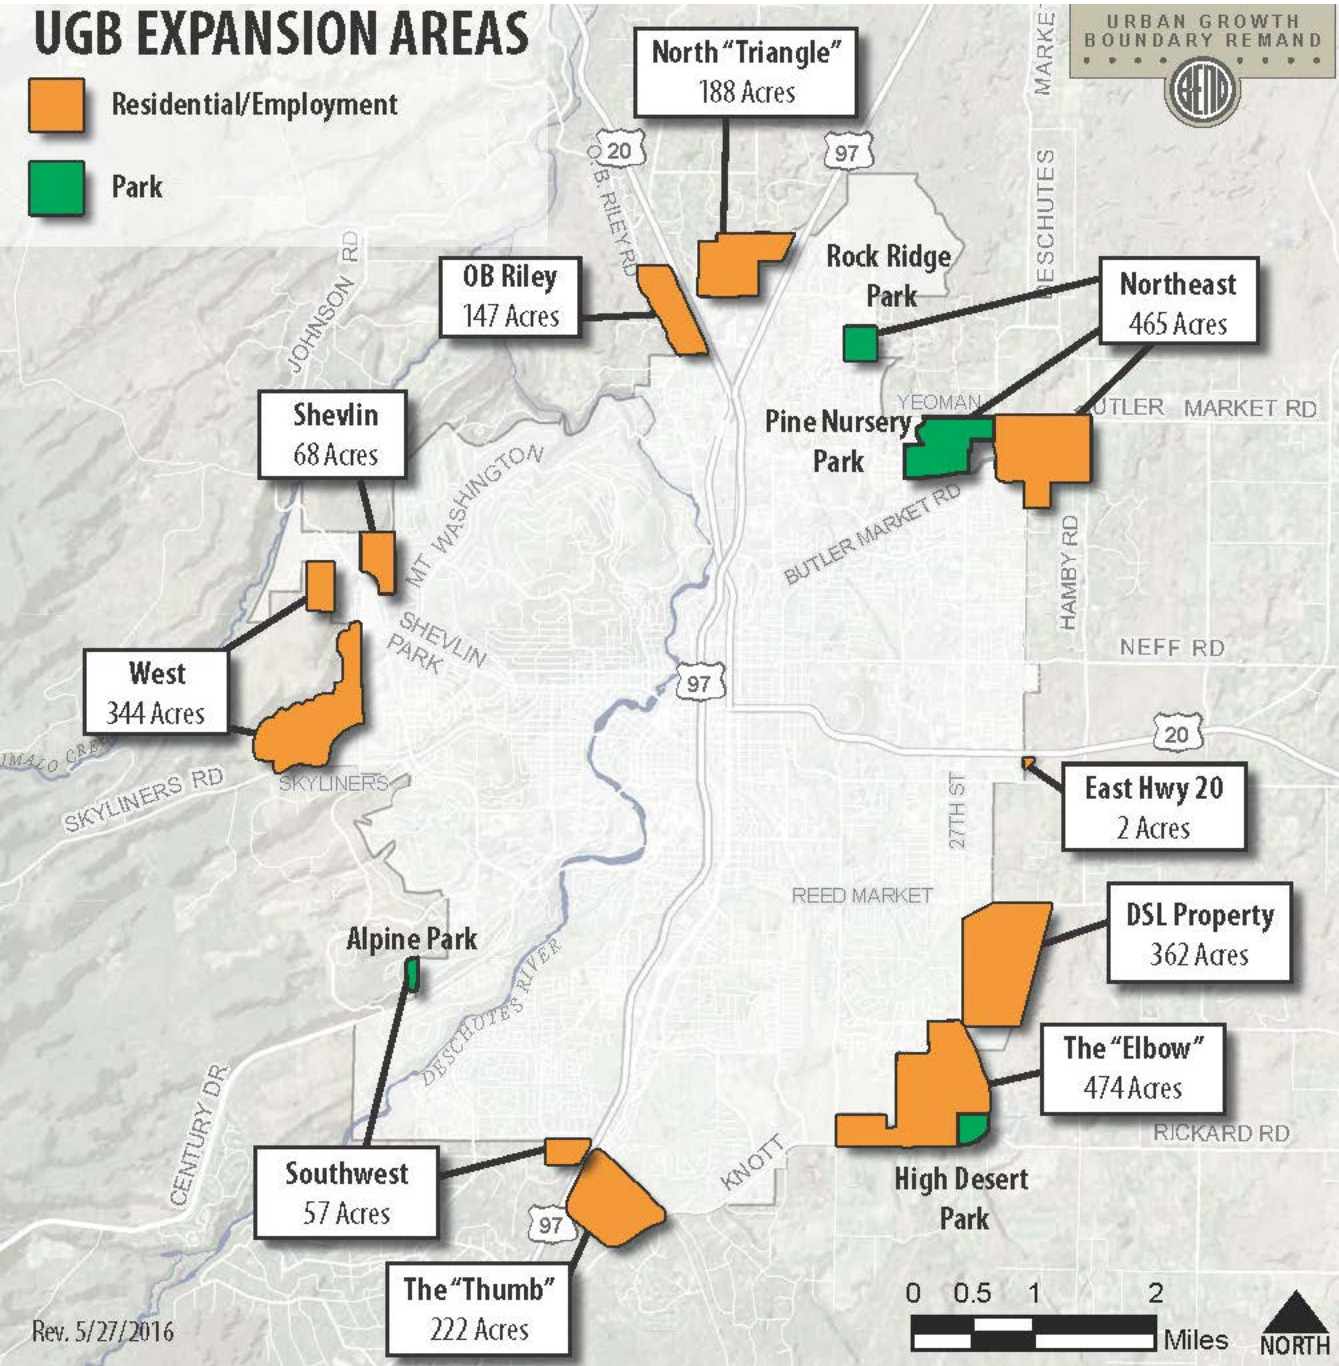 UGB EXPANSION AREAS
Residential/Employment
Park
URBAN GROWTH
BOUNDARY REMAND
BEND
North “Triangle”
188 Acres
MARKET
DESCHUTES
20
97
O. B. RILEY RD
JOHNSON RD
OB Riley
147 Acres
Rock Ridge
Park
Northeast
465 Acres
Shevlin
68 Acres
YEOMAN
UTLER MARKET RD
Pine Nursery
Park
MT WASHINGTON
BUTLER MARKET RD
HAMBY RD
SHEVLIN
PARK
NEFF RD
West
344 Acres
97
20
IMALO CREE
SKYLINERS RD
SKYLINERS
27TH ST
East Hwy 20
2 Acres
REED MARKET
DSL Property
362 Acres
Alpine Park
DESCHUTES RIVER
The “Elbow”
474 Acres
CENTURY DR
RICKARD RD
KNOTT
Southwest
57 Acres
High Desert
Park
97
The “Thumb”
222 Acres
0 0.5 1 2
Miles
NORTH
Rev. 5/27/2016